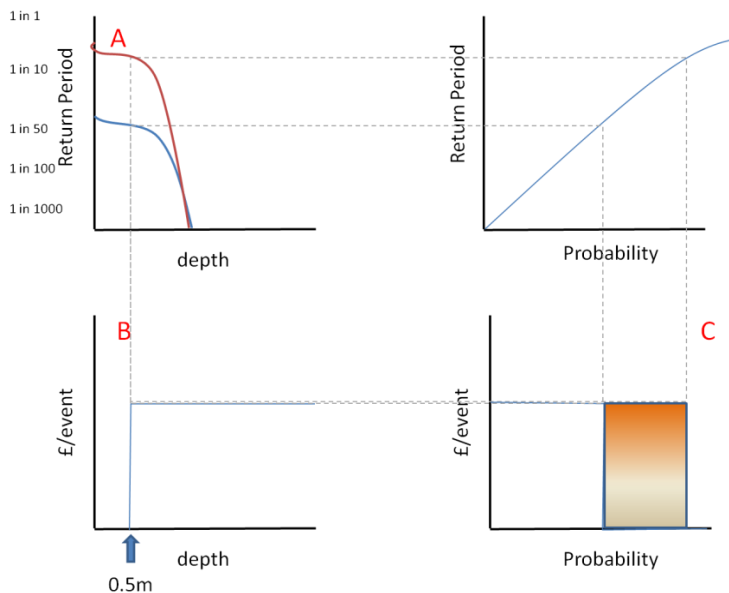 1 in 1
1 in 10
1 in 50
1 in 100
1 in 1000
Return Period
A
depth
Return Period
Probability
B
£/event
depth
0.5m
C
£/event
Probability